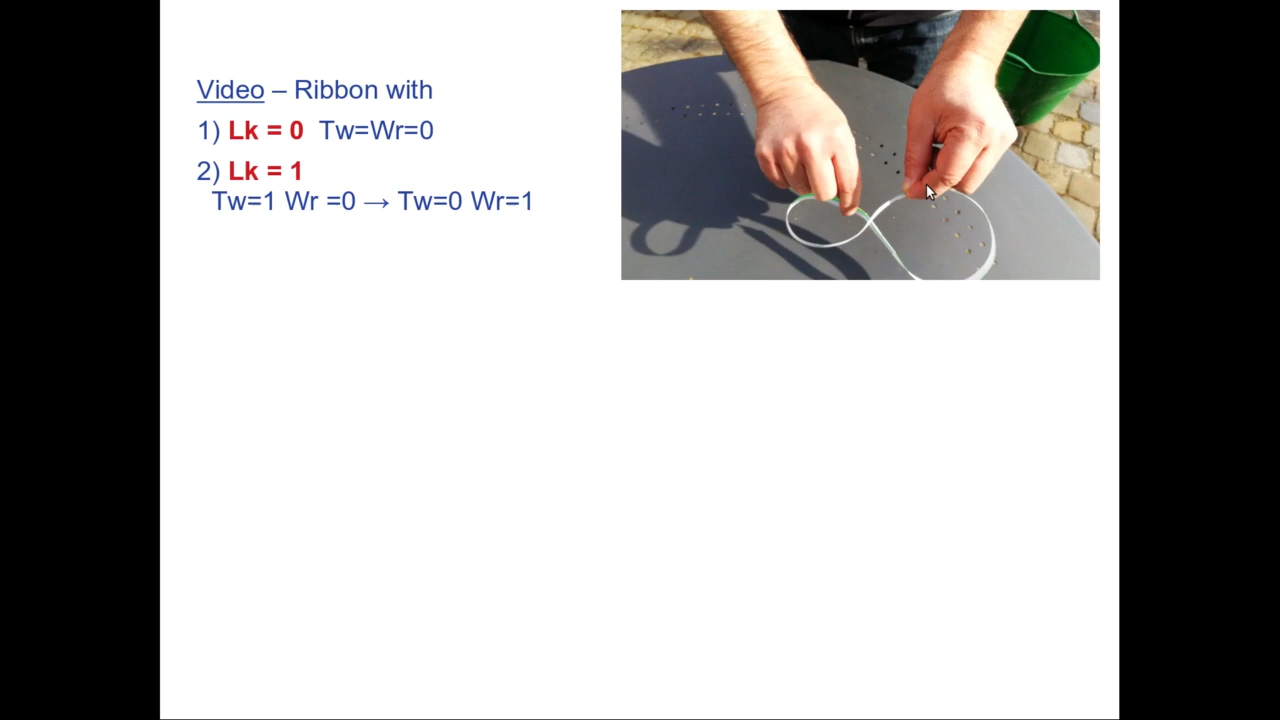 Video – Ribbon with
1) Lk = 0 Tw=Wr=0
2) Lk = 1
Tw=1 Wr =0 → Tw=0 Wr=1